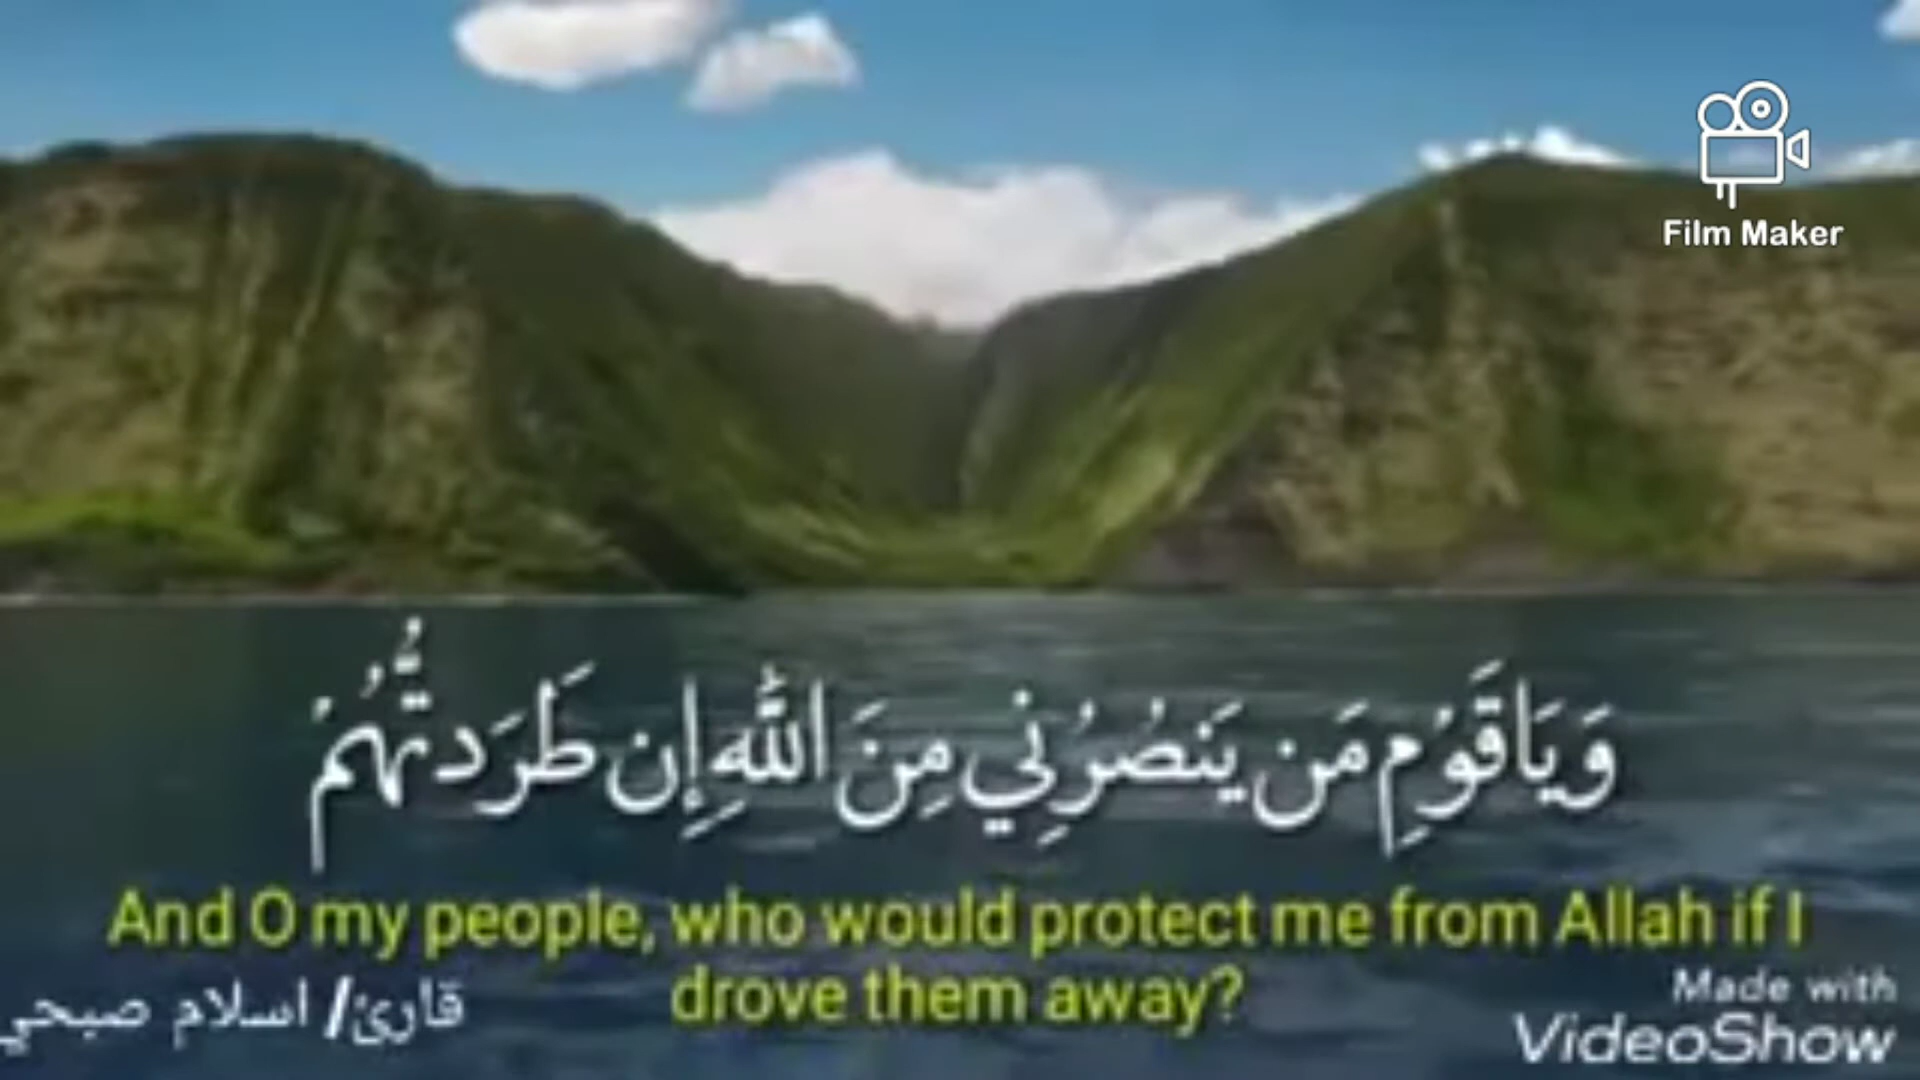 Film Maker
وَيَاقَوْمِ مَن يَنصُرُنِي مِنَ اللَّهِ إِن طَرَدتُّهُمْ
And O my people, who would protect me from Allah if I
drove them away?
قارئ/ اسلام صبحي
Made with
VideoShow